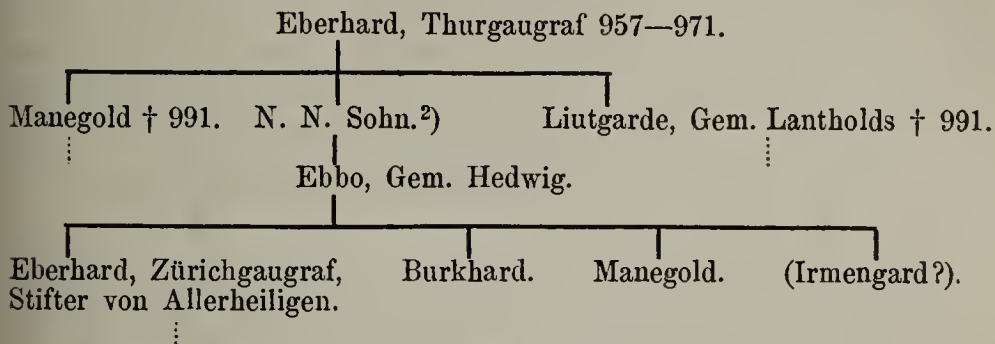 Eberhard, Thurgaugraf 957—971.
Manegold † 991. N. N. Sohn.²) Liutgarde, Gem. Lantholds † 991.
Ebbo, Gem. Hedwig.
Eberhard, Zürichgaugraf, Burkhard. Manegold. (Irmengard?).
Stifter von Allerheiligen.